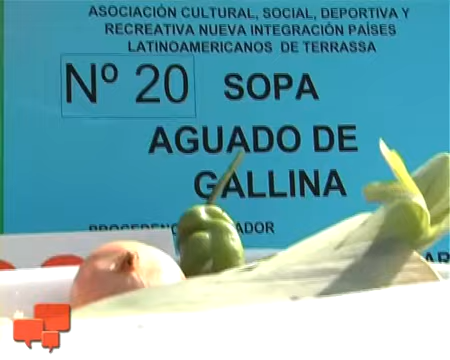 ASOCIACIÓN CULTURAL, SOCIAL, DEPORTIVA Y
RECREATIVA NUEVA INTEGRACIÓN PAÍSES
LATINOAMERICANOS DE TERRASSA
Nº 20 SOPA
AGUADO DE
GALLINA